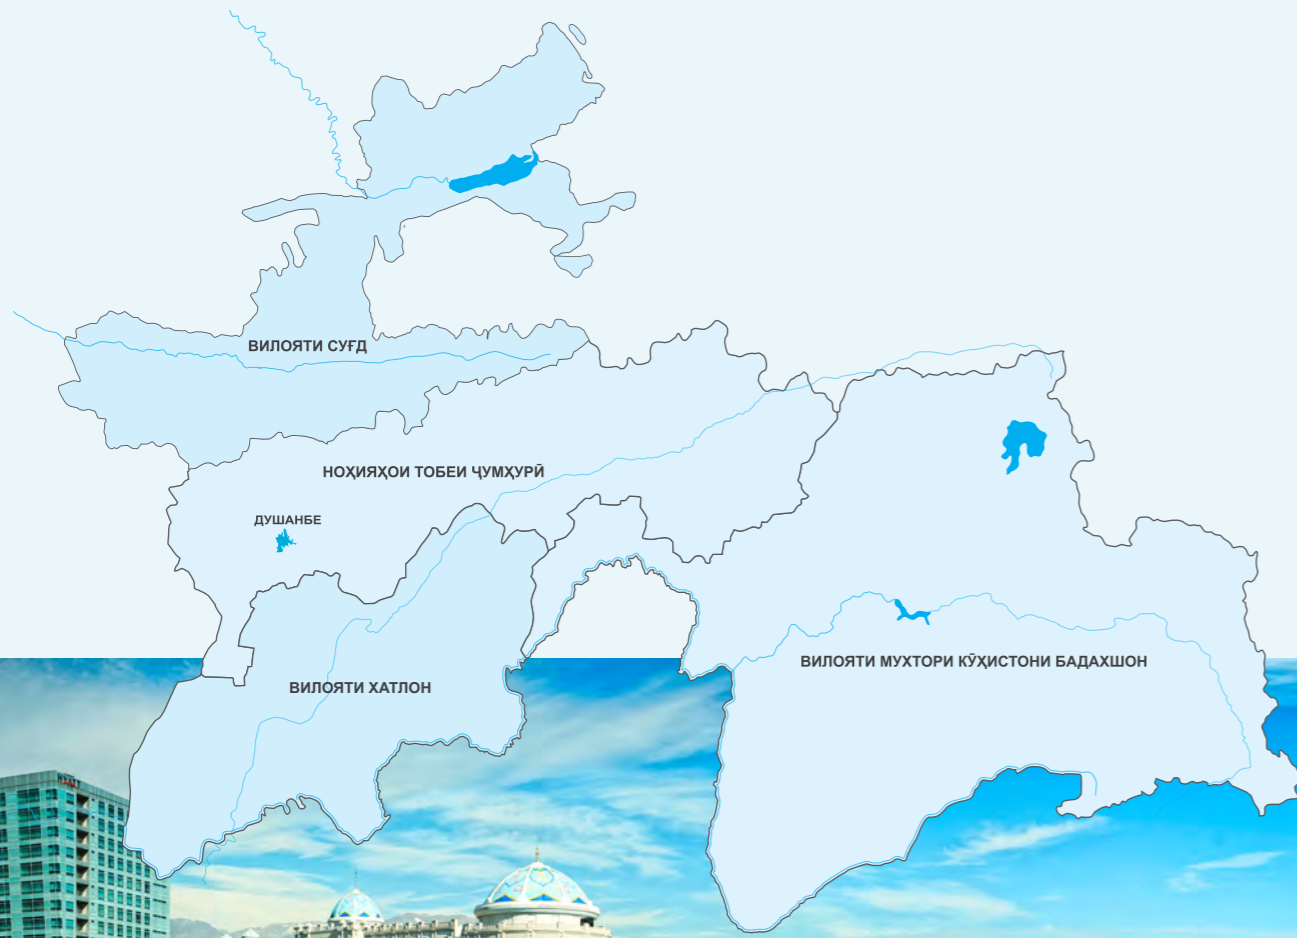 ВИЛОЯТИ СУҒД
НОҲИЯҲОИ ТОБЕИ ҶУМҲУРӢ
ДУШАНБЕ
ВИЛОЯТИ МУХТОРИ КӮҲИСТОНИ БАДАХШОН
ВИЛОЯТИ ХАТЛОН